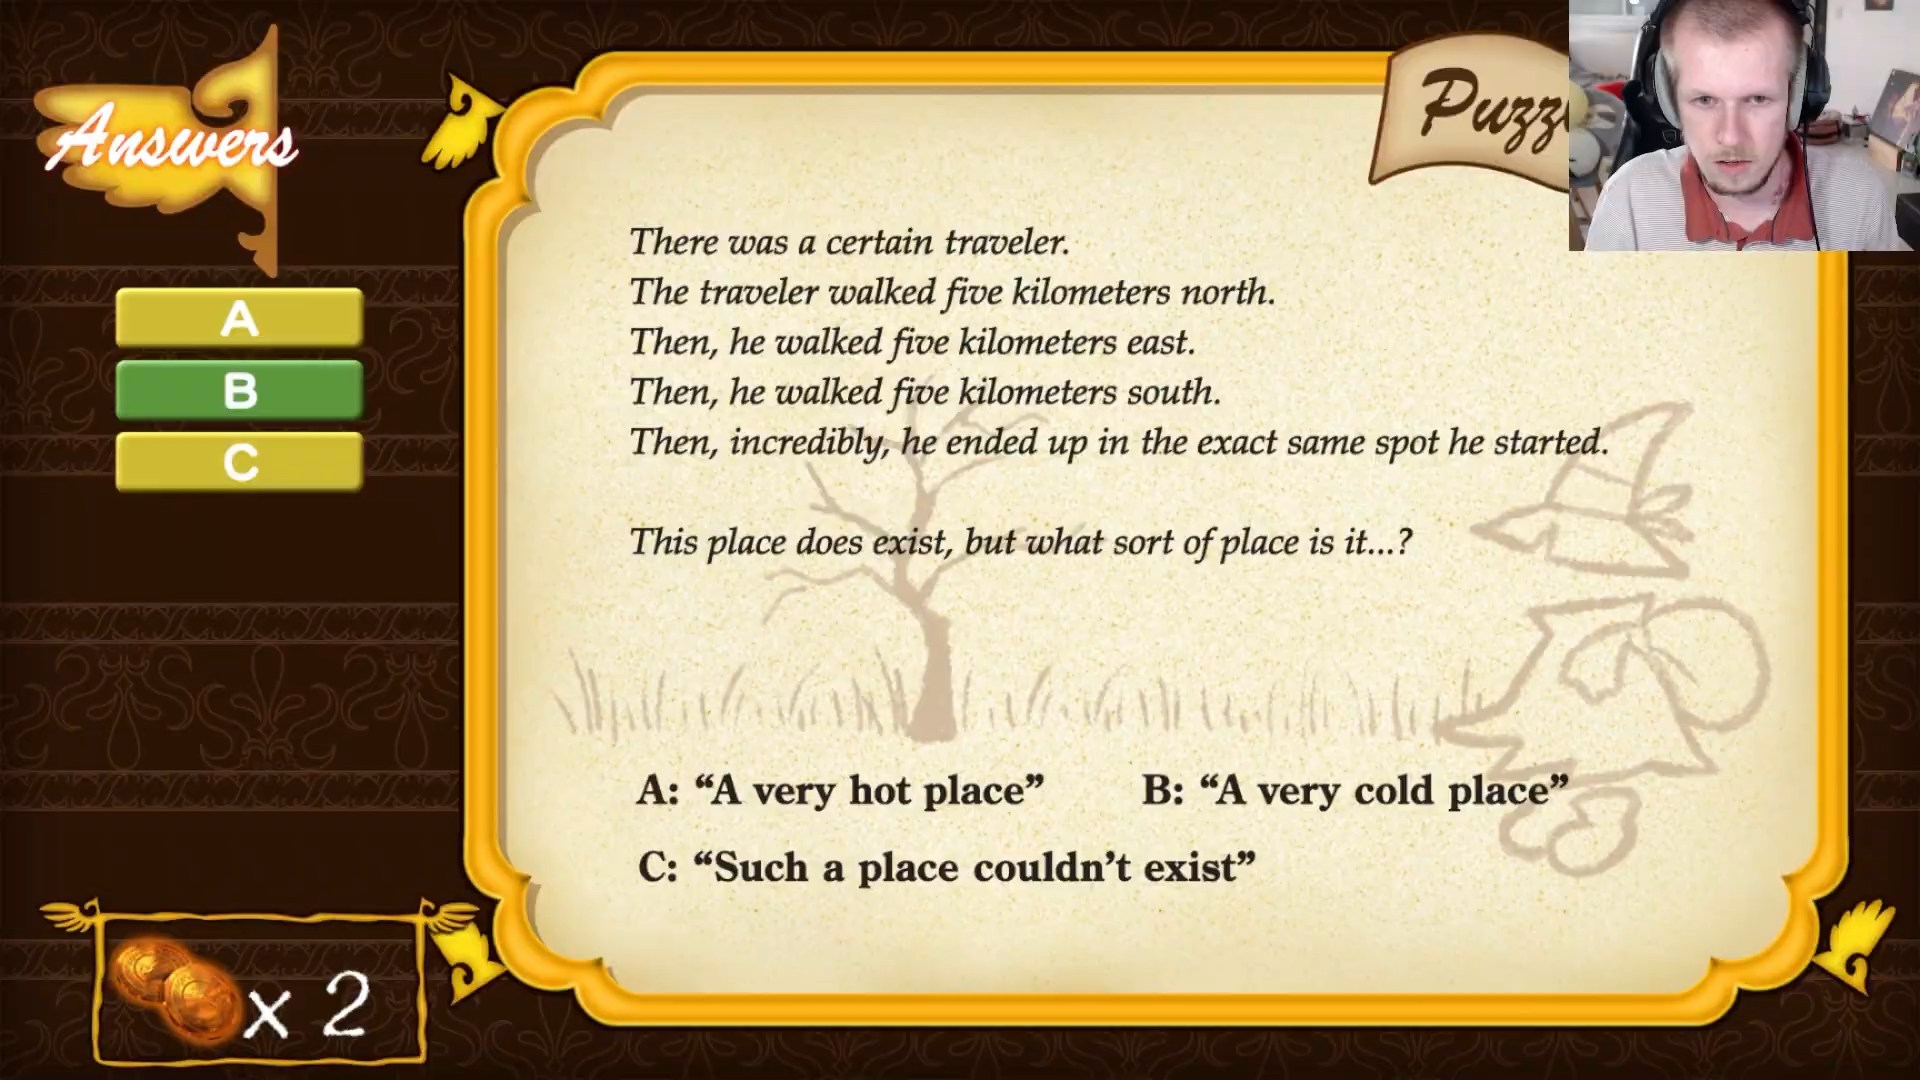 Answers
Puzz
A
B
C
There was a certain traveler.
The traveler walked five kilometers north.
Then, he walked five kilometers east.
Then, he walked five kilometers south.
Then, incredibly, he ended up in the exact same spot he started.
This place does exist, but what sort of place is it...?
A: “A very hot place” B: “A very cold place”
C: “Such a place couldn’t exist”
x 2